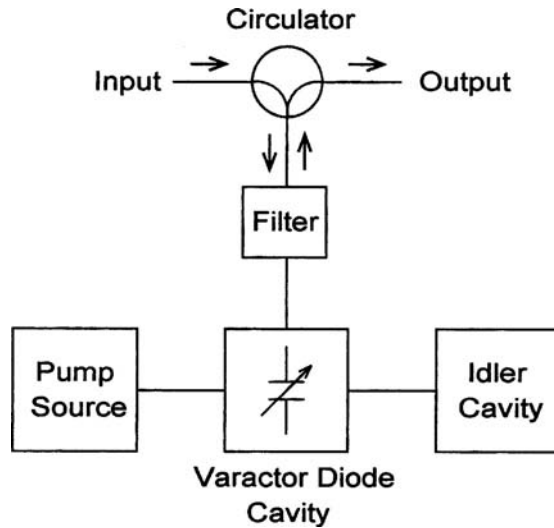 Circulator
Input
Output
Filter
Pump
Source
Idler
Cavity
Varactor Diode
Cavity